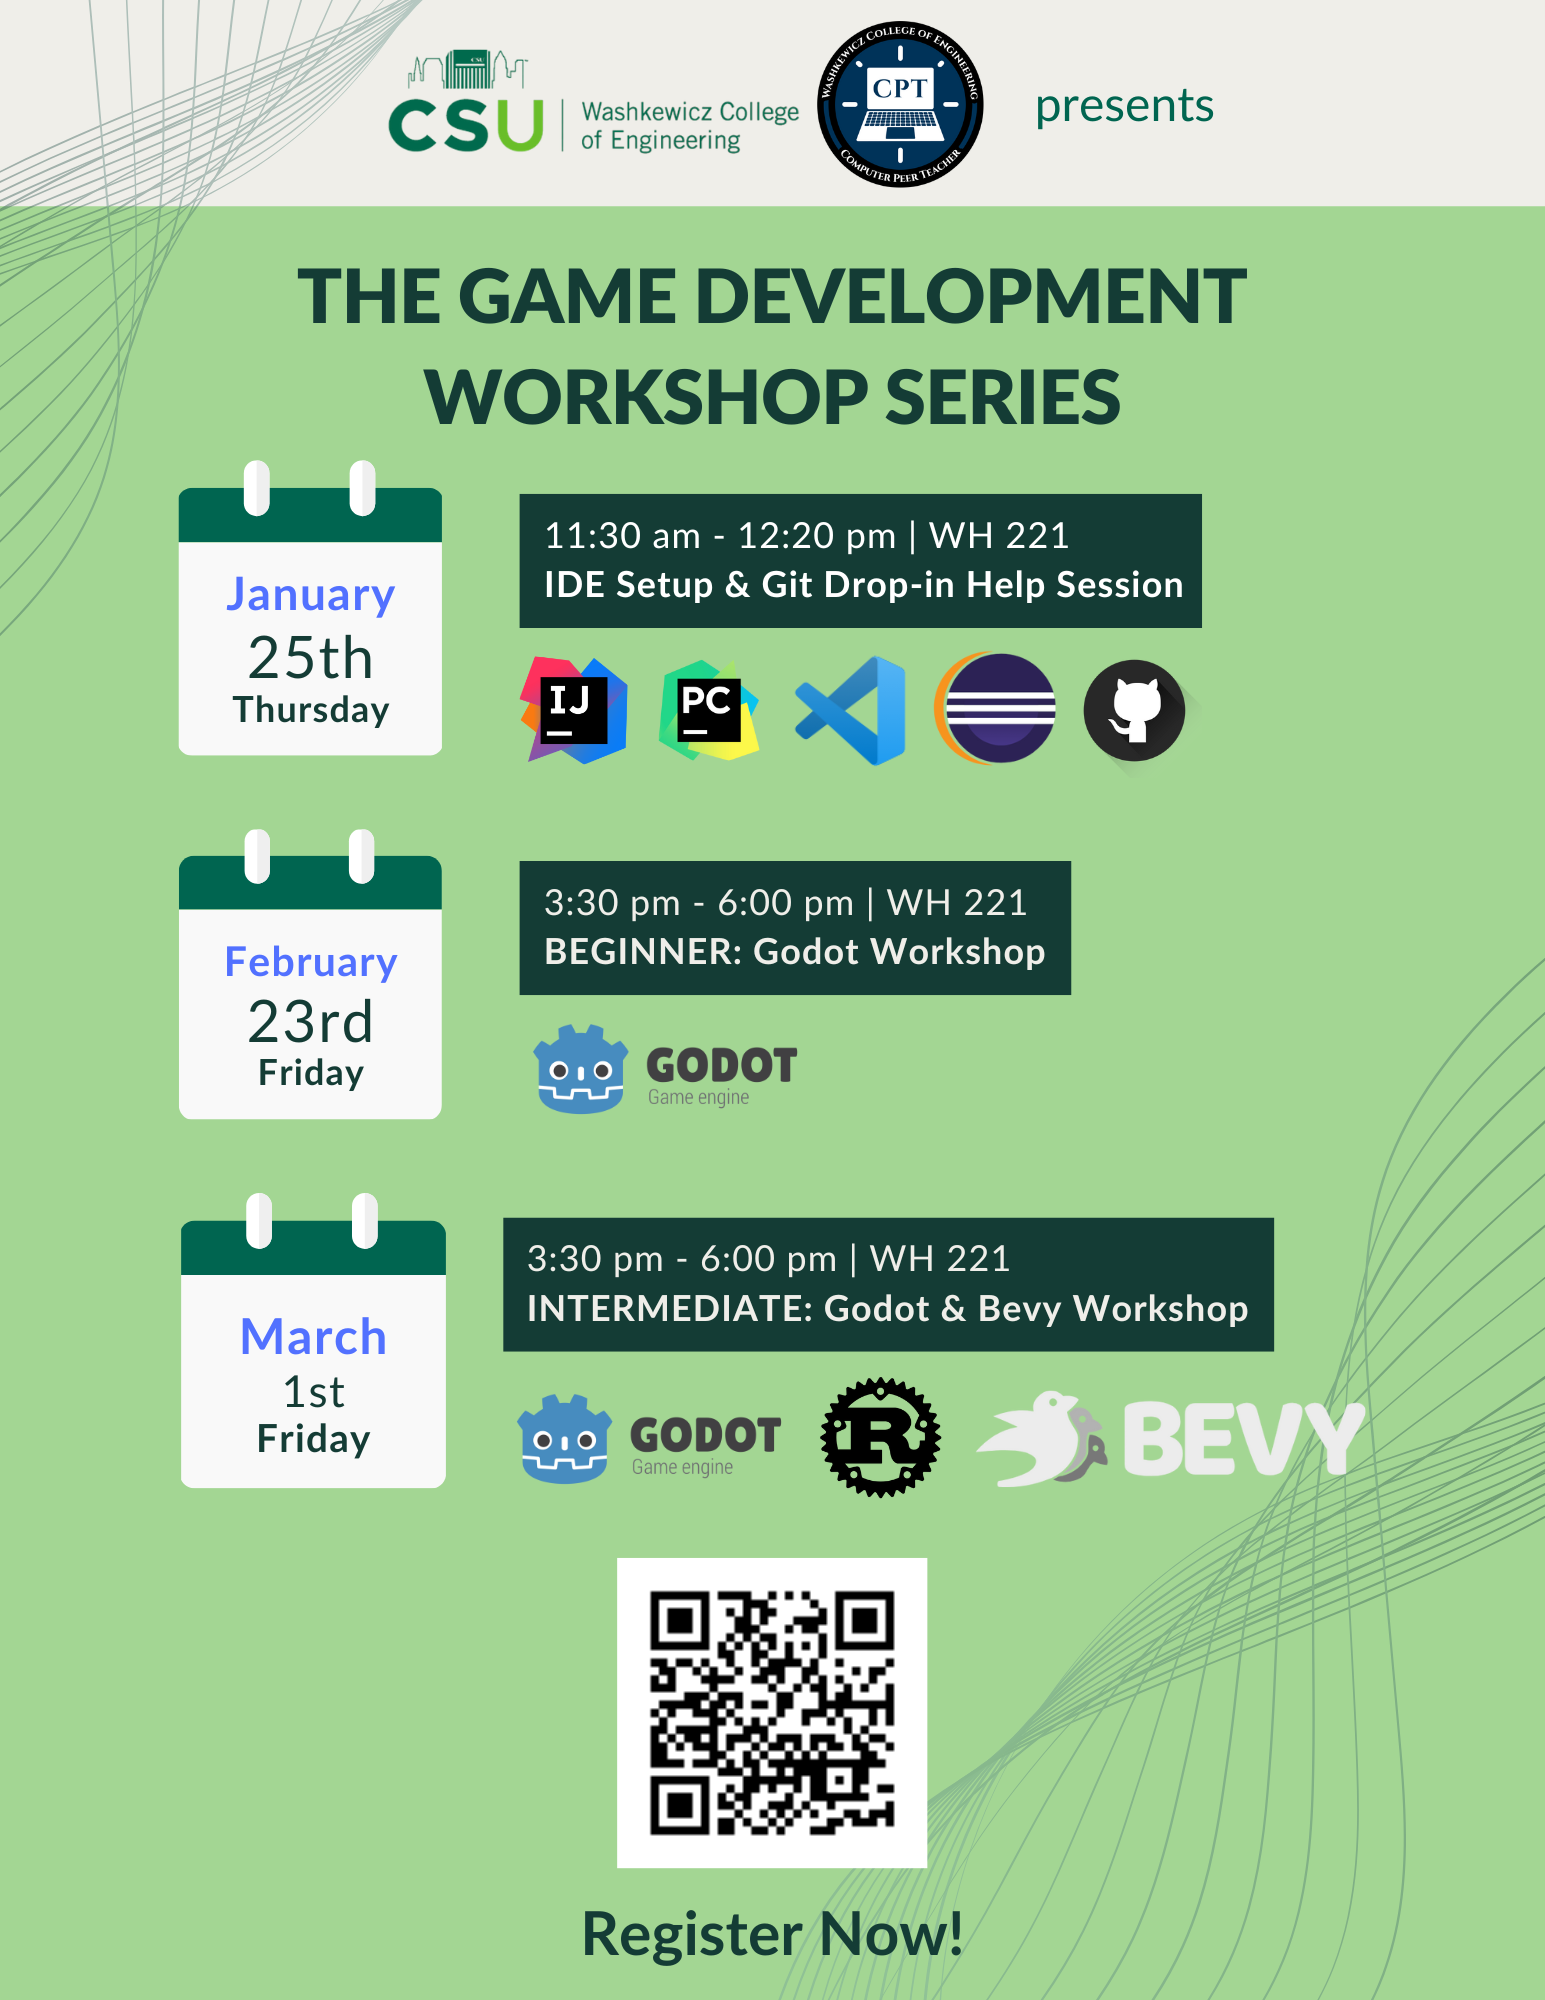 CSU
CSU
Washkewicz College
of Engineering
WASHKEWICZ COLLEGE OF ENGINEERING
CPT
COMPUTER PEER TEACHER
presents
THE GAME DEVELOPMENT
WORKSHOP SERIES
January
25th
Thursday
11:30 am - 12:20 pm | WH 221
IDE Setup & Git Drop-in Help Session
IJ
PC
February
23rd
Friday
3:30 pm - 6:00 pm | WH 221
BEGINNER: Godot Workshop
GODOT
Game engine
March
1st
Friday
3:30 pm - 6:00 pm | WH 221
INTERMEDIATE: Godot & Bevy Workshop
GODOT
Game engine
R
BEVY
Register Now!